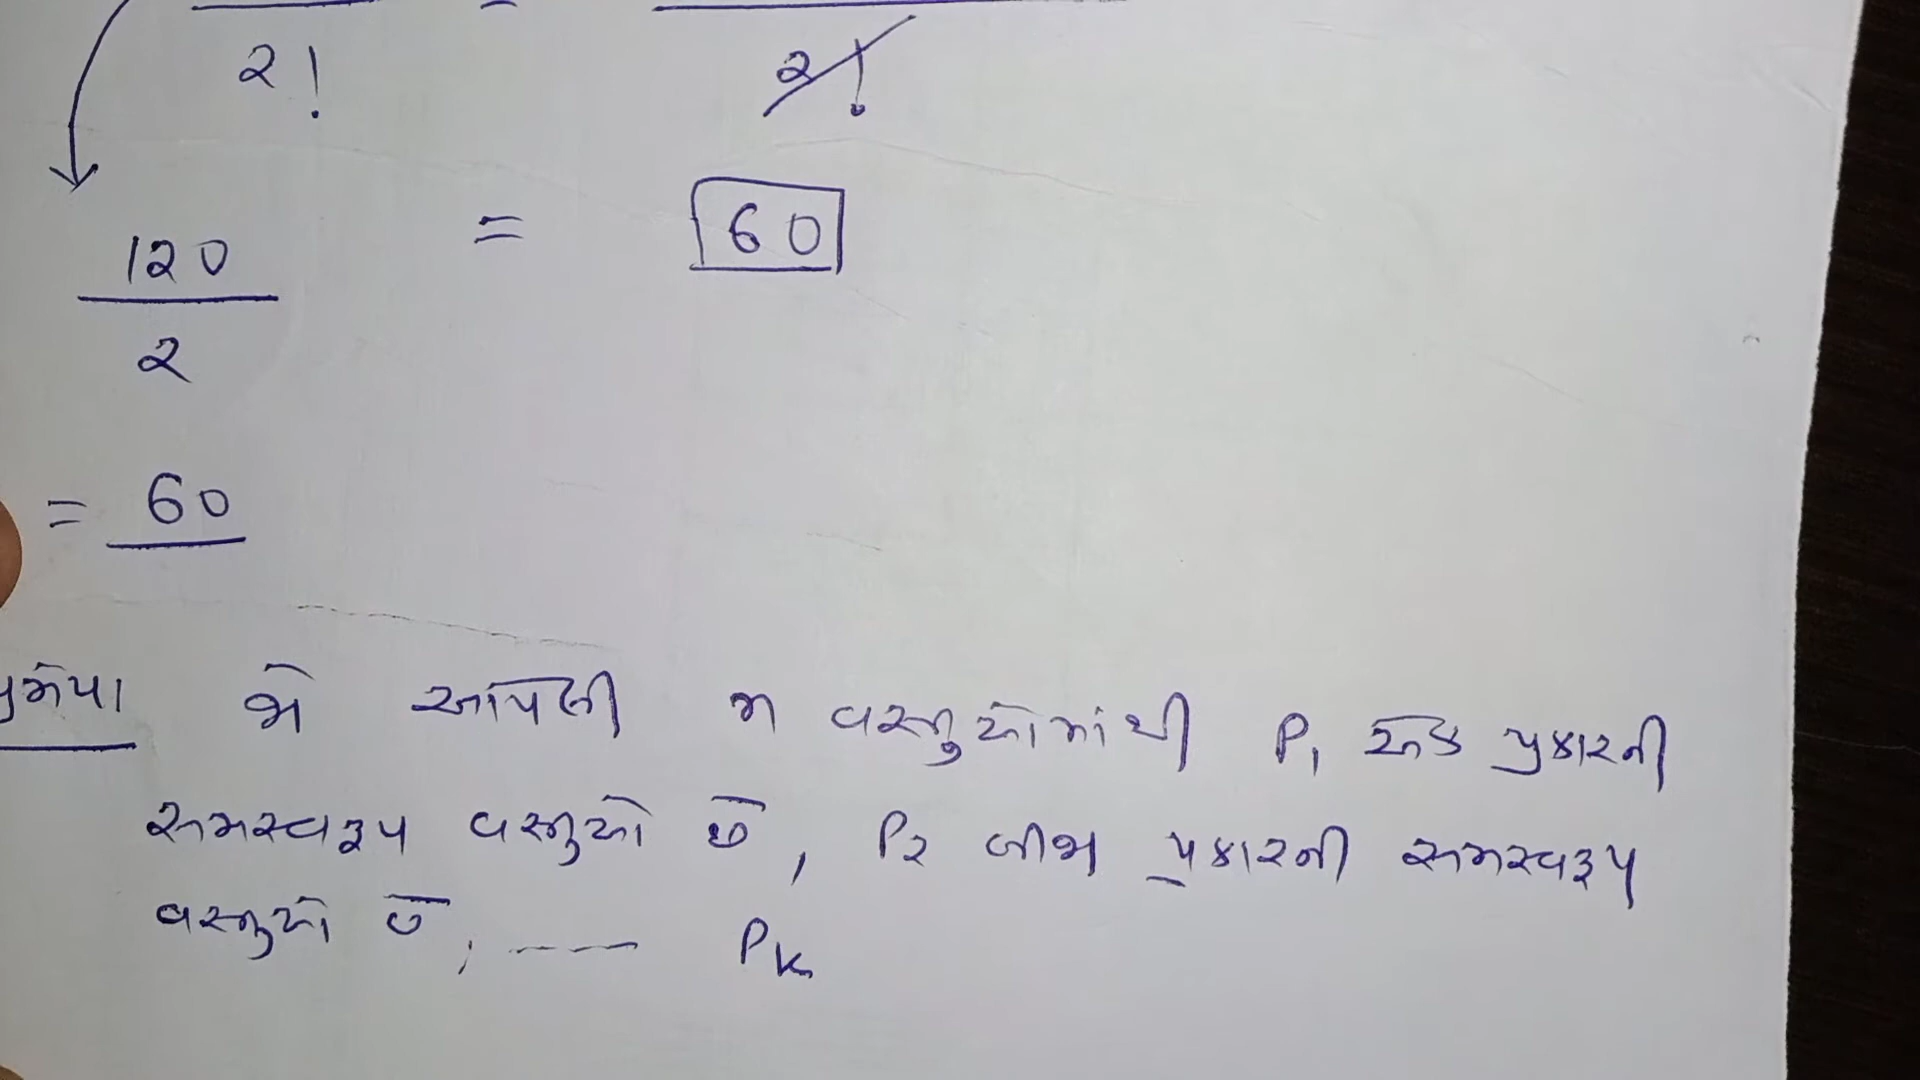 2! = 2!
120 = 60
2
= 60
પ્રમેય। જો આપેલી n વસ્તુઓમાંથી P1 એક પ્રકારની
સમસ્વરૂપ વસ્તુઓ છે, P2 બીજા પ્રકારની સમસ્વરૂપ
વસ્તુઓ છે, ---- Pk